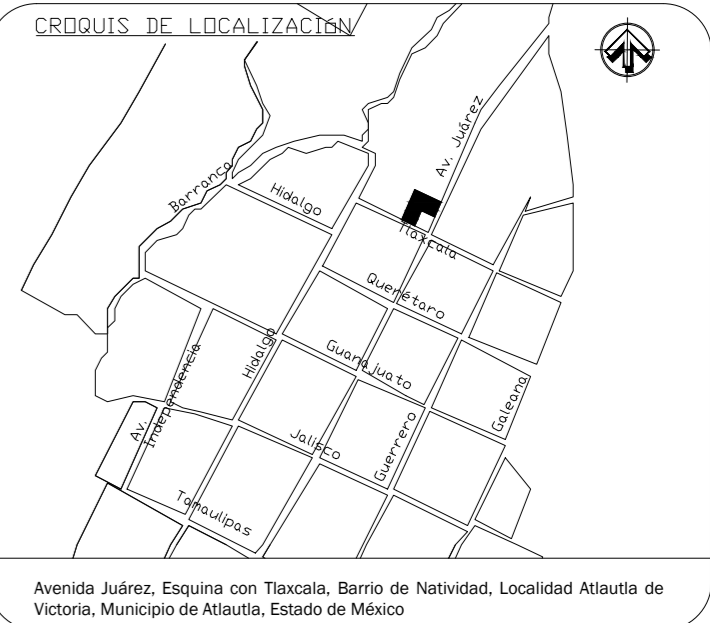 CROQUIS DE LOCALIZACIóN
Av. Juárez
Barranca
Hidalgo
Tlaxcala
Querétaro
Hidalgo
Guanajuato
Av.
Independencia
Galeana
Guerrero
Jalisco
Tamaulipas
Avenida Juárez, Esquina con Tlaxcala, Barrio de Natividad, Localidad Atlautla de
Victoria, Municipio de Atlautla, Estado de México